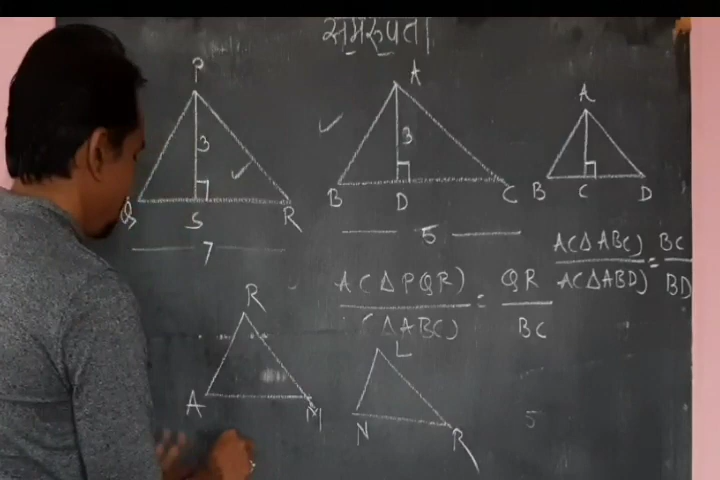 समरूपता
P
A
A
3
3
Q S R
B D C
B C D
7
5
A(△PQR) / A(△ABC) = QR / BC
A(△ABC) / A(△ABD) = BC / BD
R
L
A M
N R
5